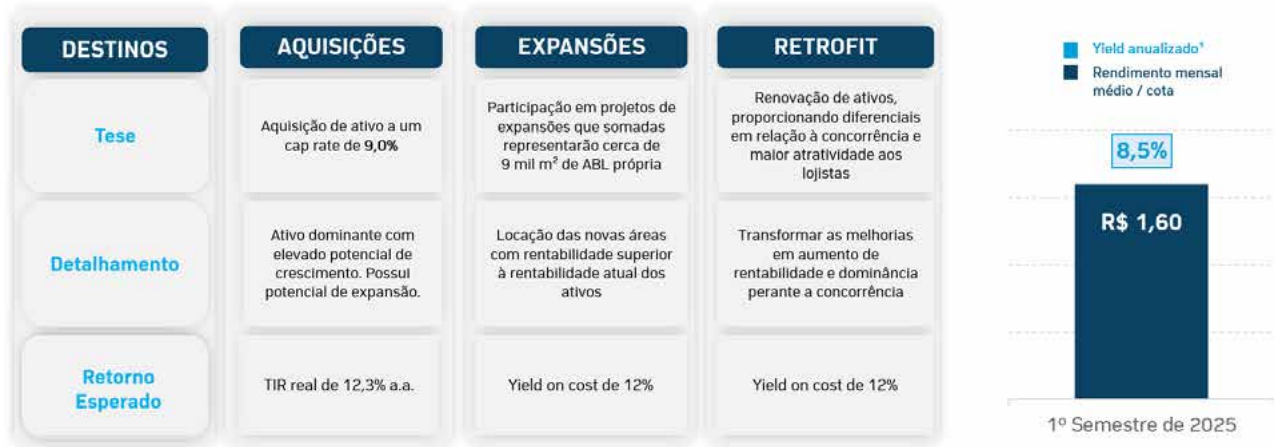 DESTINOS
AQUISIÇÕES
EXPANSÕES
RETROFIT
Tese
Aquisição de ativo a um
cap rate de 9,0%
Participação em projetos de
expansões que somadas
representarão cerca de
9 mil m² de ABL própria
Renovação de ativos,
proporcionando diferenciais
em relação à concorrência e
maior atratividade aos
lojistas
Detalhamento
Ativo dominante com
elevado potencial de
crescimento. Possui
potencial de expansão.
Locação das novas áreas
com rentabilidade superior
à rentabilidade atual dos
ativos
Transformar as melhorias
em aumento de
rentabilidade e dominância
perante a concorrência
Retorno
Esperado
TIR real de 12,3% a.a.
Yield on cost de 12%
Yield on cost de 12%
Yield anualizado¹
Rendimento mensal
médio / cota
8,5%
R$ 1,60
1º Semestre de 2025